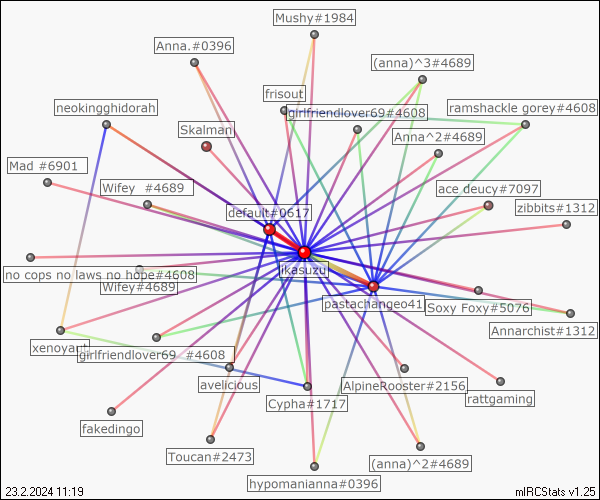 Mushy#1984
Anna.#0396
(anna)^3#4689
frisout
neokingghidorah
girlfriendlover69#4608
ramshackle gorey#4608
Skalman
Anna^2#4689
Mad #6901
Wifey #4689
ace deucy#7097
default#0617
zibbits#1312
ikasuzu
no cops no laws no hope#4608
Wifey#4689
pastachangeo41
Soxy Foxy#5076
Annarchist#1312
xenoyart
girlfriendlover69_#4608
avelicious
AlpineRooster#2156
rattgaming
Cypha#1717
fakedingo
Toucan#2473
(anna)^2#4689
hypomanianna#0396
23.2.2024 11:19
mIRCStats v1.25